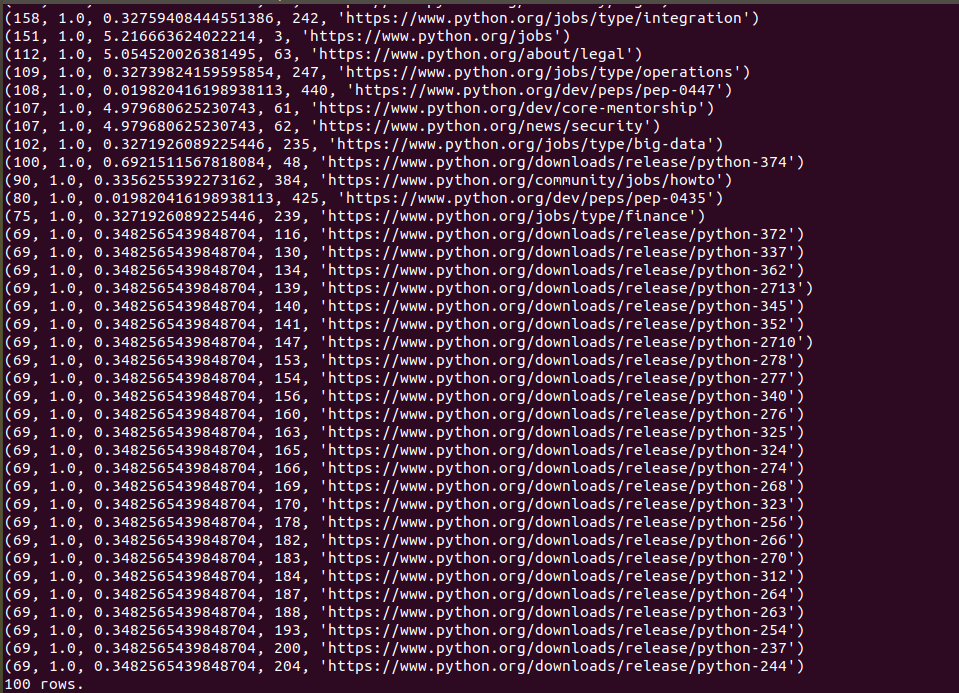 (158, 1.0, 0.32759408444551386, 242, 'https://www.python.org/jobs/type/integration')
(151, 1.0, 5.216663624022214, 3, 'https://www.python.org/jobs')
(112, 1.0, 5.054520026381495, 63, 'https://www.python.org/about/legal')
(109, 1.0, 0.32739824159595854, 247, 'https://www.python.org/jobs/type/operations')
(108, 1.0, 0.019820416198938113, 440, 'https://www.python.org/dev/peps/pep-0447')
(107, 1.0, 4.979680625230743, 61, 'https://www.python.org/dev/core-mentorship')
(107, 1.0, 4.979680625230743, 62, 'https://www.python.org/news/security')
(102, 1.0, 0.3271926089225446, 235, 'https://www.python.org/jobs/type/big-data')
(100, 1.0, 0.6921511567818084, 48, 'https://www.python.org/downloads/release/python-374')
(90, 1.0, 0.3356255392273162, 384, 'https://www.python.org/community/jobs/howto')
(80, 1.0, 0.019820416198938113, 425, 'https://www.python.org/dev/peps/pep-0435')
(75, 1.0, 0.3271926089225446, 239, 'https://www.python.org/jobs/type/finance')
(69, 1.0, 0.3482565439848704, 116, 'https://www.python.org/downloads/release/python-372')
(69, 1.0, 0.3482565439848704, 130, 'https://www.python.org/downloads/release/python-337')
(69, 1.0, 0.3482565439848704, 134, 'https://www.python.org/downloads/release/python-362')
(69, 1.0, 0.3482565439848704, 139, 'https://www.python.org/downloads/release/python-2713')
(69, 1.0, 0.3482565439848704, 140, 'https://www.python.org/downloads/release/python-345')
(69, 1.0, 0.3482565439848704, 141, 'https://www.python.org/downloads/release/python-352')
(69, 1.0, 0.3482565439848704, 147, 'https://www.python.org/downloads/release/python-2710')
(69, 1.0, 0.3482565439848704, 153, 'https://www.python.org/downloads/release/python-278')
(69, 1.0, 0.3482565439848704, 154, 'https://www.python.org/downloads/release/python-277')
(69, 1.0, 0.3482565439848704, 156, 'https://www.python.org/downloads/release/python-340')
(69, 1.0, 0.3482565439848704, 160, 'https://www.python.org/downloads/release/python-276')
(69, 1.0, 0.3482565439848704, 163, 'https://www.python.org/downloads/release/python-325')
(69, 1.0, 0.3482565439848704, 165, 'https://www.python.org/downloads/release/python-324')
(69, 1.0, 0.3482565439848704, 166, 'https://www.python.org/downloads/release/python-274')
(69, 1.0, 0.3482565439848704, 169, 'https://www.python.org/downloads/release/python-268')
(69, 1.0, 0.3482565439848704, 170, 'https://www.python.org/downloads/release/python-323')
(69, 1.0, 0.3482565439848704, 178, 'https://www.python.org/downloads/release/python-256')
(69, 1.0, 0.3482565439848704, 182, 'https://www.python.org/downloads/release/python-266')
(69, 1.0, 0.3482565439848704, 183, 'https://www.python.org/downloads/release/python-270')
(69, 1.0, 0.3482565439848704, 184, 'https://www.python.org/downloads/release/python-312')
(69, 1.0, 0.3482565439848704, 187, 'https://www.python.org/downloads/release/python-264')
(69, 1.0, 0.3482565439848704, 188, 'https://www.python.org/downloads/release/python-263')
(69, 1.0, 0.3482565439848704, 193, 'https://www.python.org/downloads/release/python-254')
(69, 1.0, 0.3482565439848704, 200, 'https://www.python.org/downloads/release/python-237')
(69, 1.0, 0.3482565439848704, 204, 'https://www.python.org/downloads/release/python-244')
100 rows.